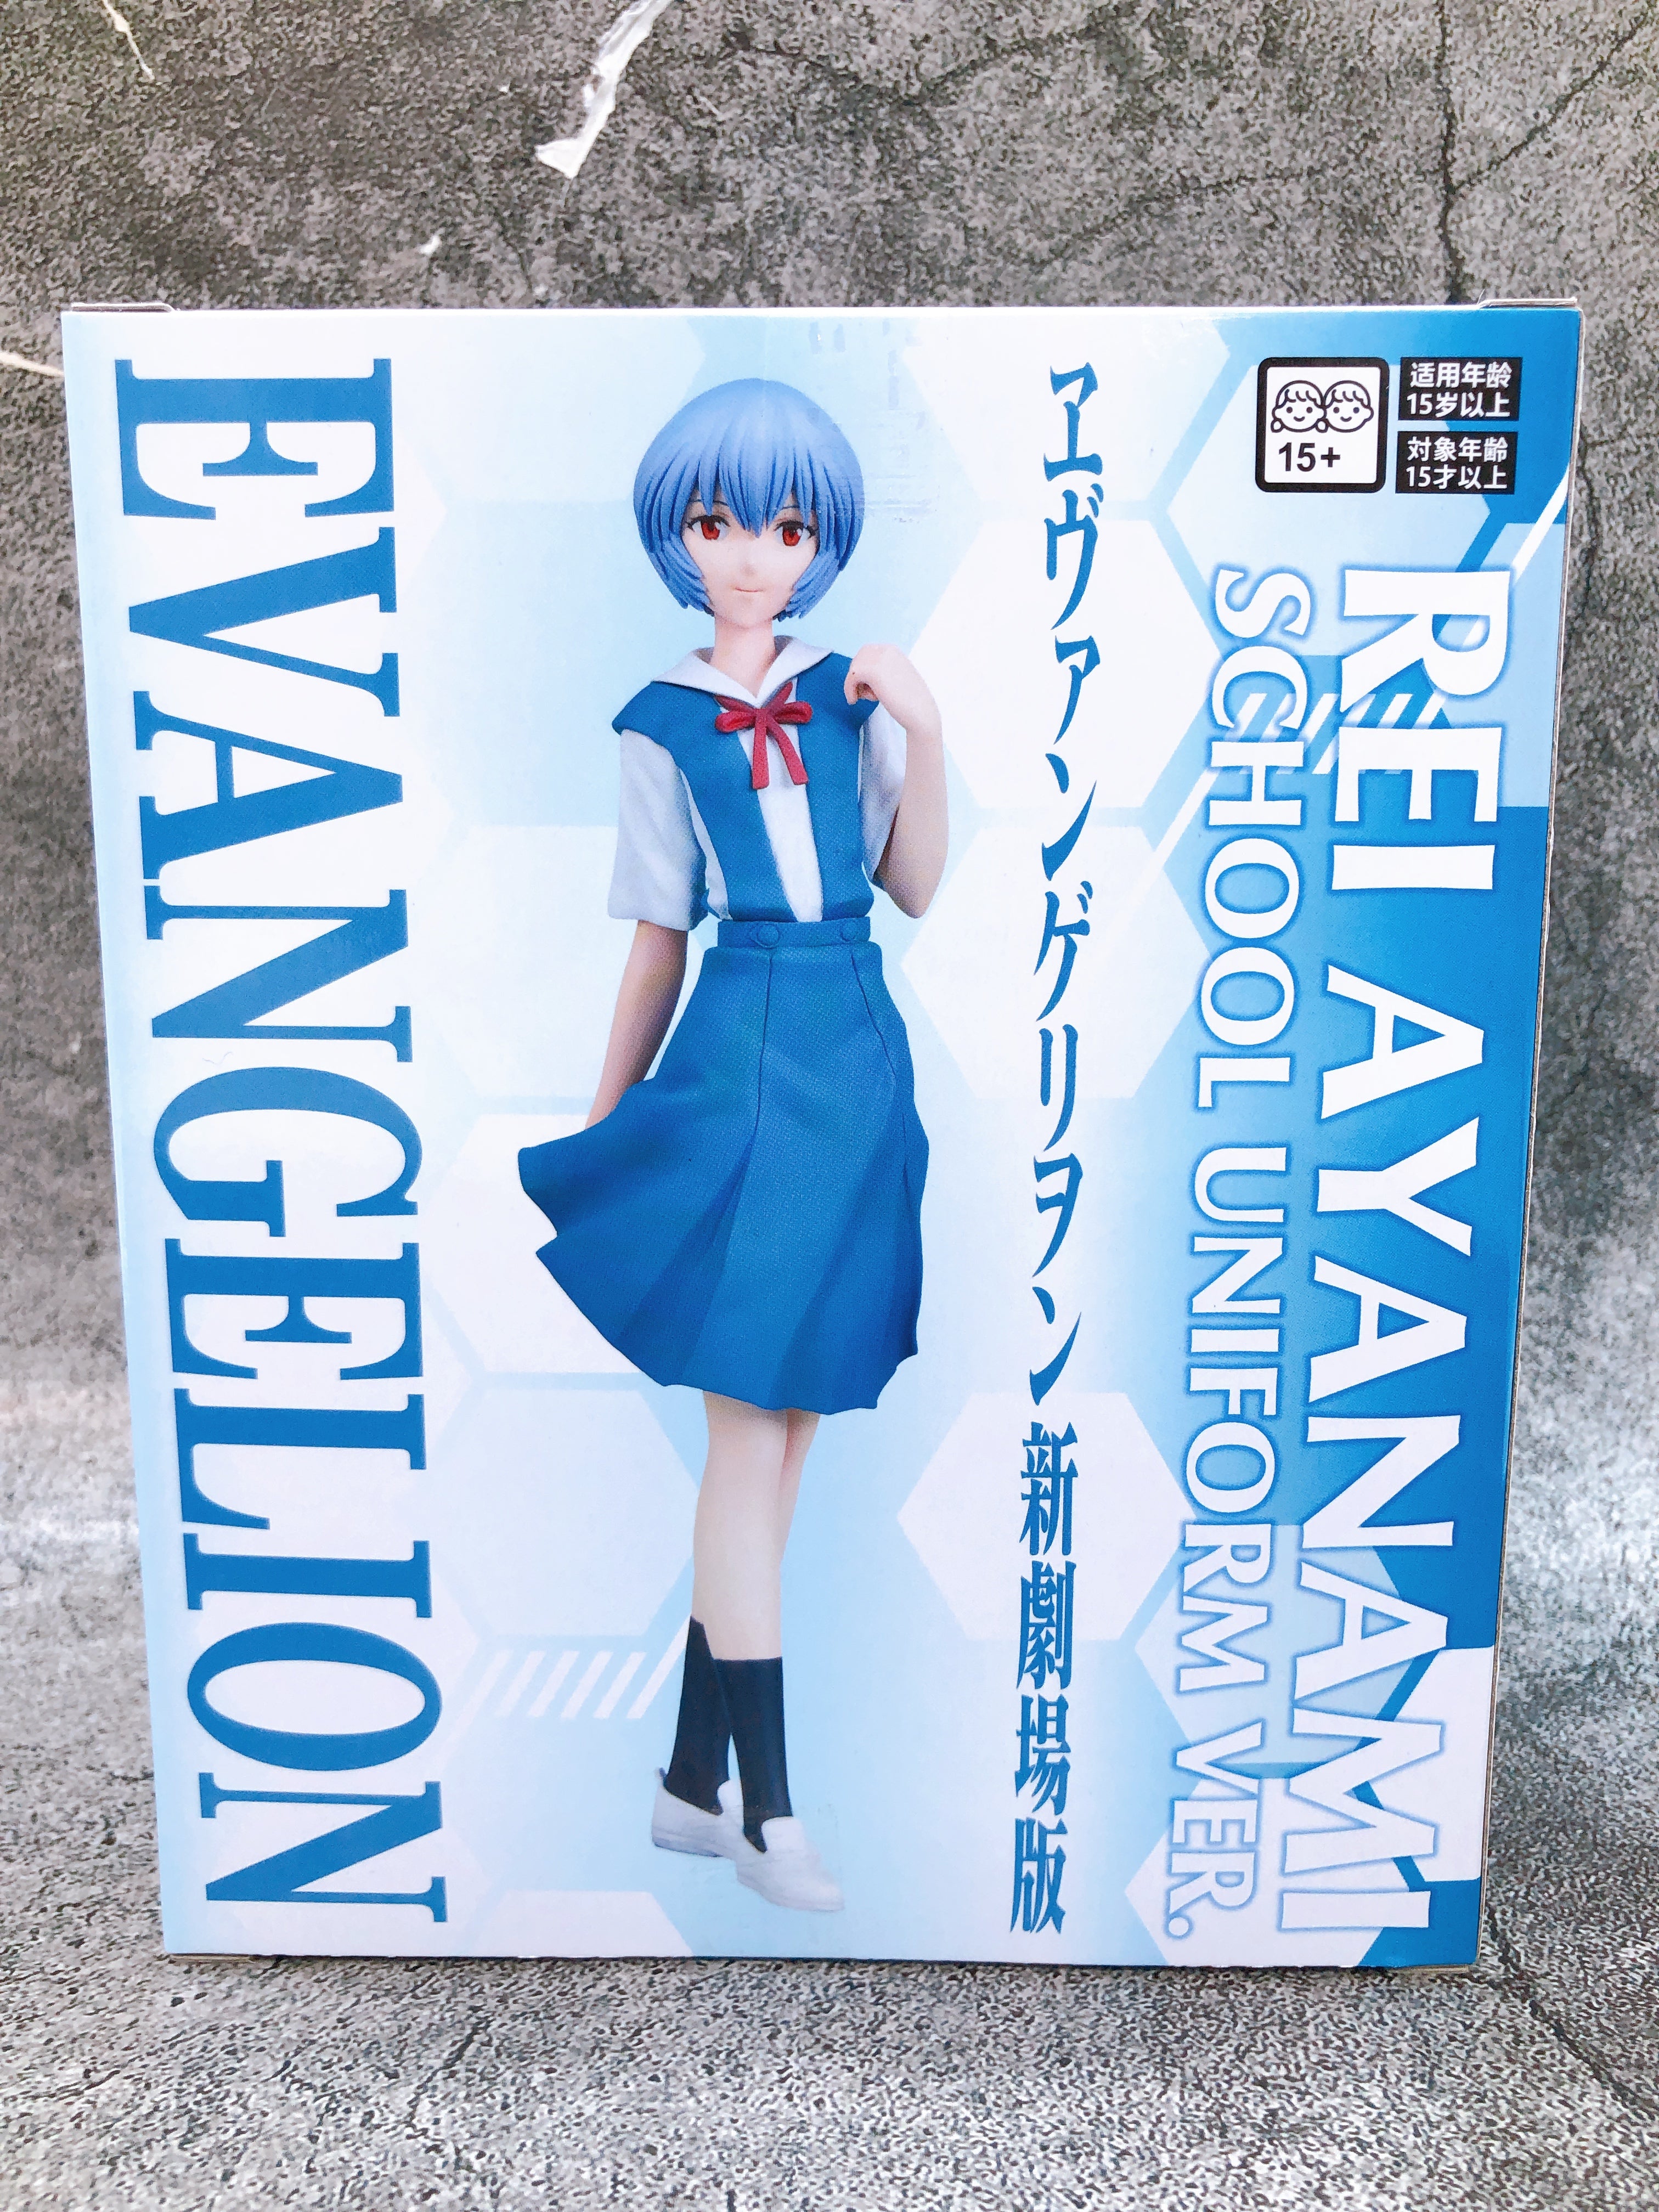 EVANGELION
ヱヴァンゲリヲン新劇場版
15+
适用年龄
15岁以上
対象年齢
15才以上
REI AYANAMI
SCHOOL UNIFORM VER.